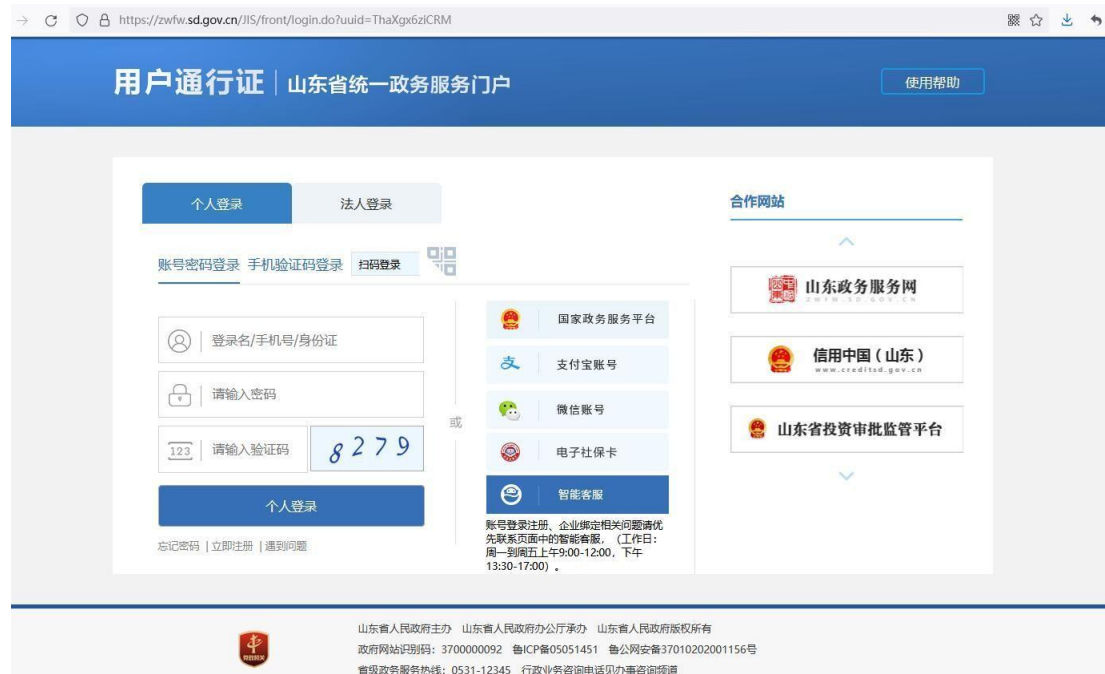 https://zwfw.sd.gov.cn/JIS/front/login.do?uuid=ThaXgx6ziCRM
用户通行证 | 山东省统一政务服务门户
使用帮助
个人登录
法人登录
账号密码登录 手机验证码登录 扫码登录
登录名/手机号/身份证
请输入密码
123 请输入验证码 8279
个人登录
忘记密码 | 立即注册 | 遇到问题
或
国家政务服务平台
支 支付宝账号
微信账号
电子社保卡
智能客服
账号登录注册、企业绑定相关问题请优
先联系页面中的智能客服，（工作日：
周一到周五上午9:00-12:00，下午
13:30-17:00）。
合作网站
山东政务服务网
ZWFW.SD.GOV.CN
信用中国（山东）
www.creditsd.gov.cn
山东省投资审批监管平台
党政机关
山东省人民政府主办 山东省人民政府办公厅承办 山东省人民政府版权所有
政府网站识别码：3700000092 鲁ICP备05051451 鲁公网安备37010202001156号
省级政务服务热线：0531-12345 行政业务咨询电话见办事咨询频道